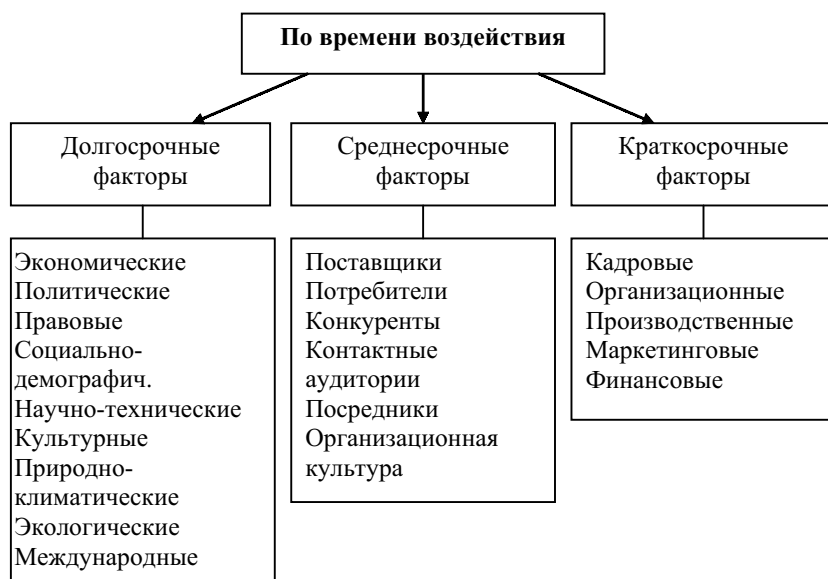 По времени воздействия
Долгосрочные
факторы
Среднесрочные
факторы
Краткосрочные
факторы
Экономические
Политические
Правовые
Социально-
демографич.
Научно-технические
Культурные
Природно-
климатические
Экологические
Международные
Поставщики
Потребители
Конкуренты
Контактные
аудитории
Посредники
Организационная
культура
Кадровые
Организационные
Производственные
Маркетинговые
Финансовые